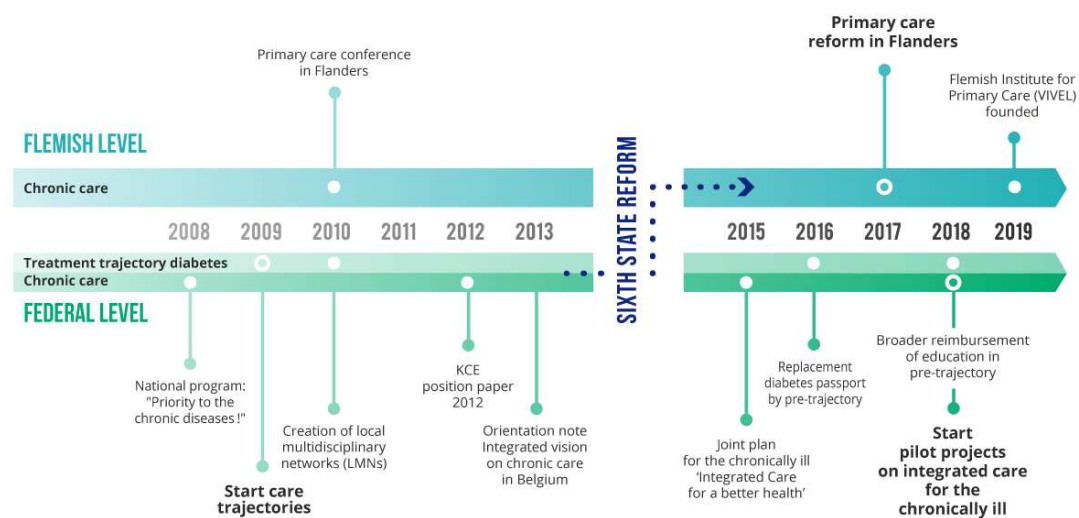 Primary care
reform in Flanders
Primary care conference
in Flanders
Flemish Institute for
Primary Care (VIVEL)
founded
FLEMISH LEVEL
Chronic care
SIXTH STATE REFORM
2008 2009 2010 2011 2012 2013 2015 2016 2017 2018 2019
Treatment trajectory diabetes
Chronic care
FEDERAL LEVEL
National program:
"Priority to the
chronic diseases!"
Start care
trajectories
Creation of local
multidisciplinary
networks (LMNs)
KCE
position paper
2012
Orientation note
Integrated vision
on chronic care
in Belgium
Joint plan
for the chronically ill
‘Integrated Care
for a better health’
Replacement
diabetes passport
by pre-trajectory
Broader reimbursement
of education in
pre-trajectory
Start
pilot projects
on integrated care
for the
chronically ill